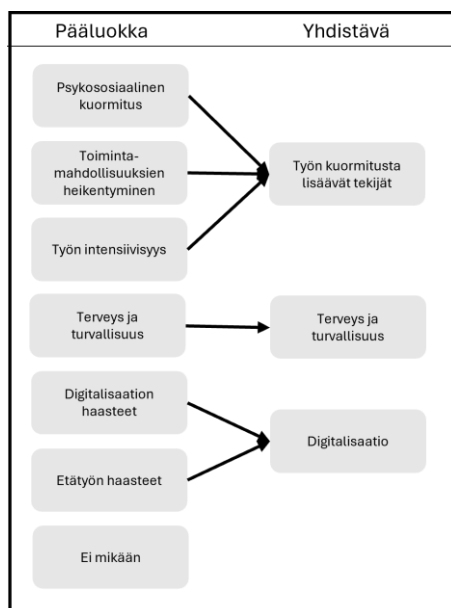 Pääluokka
Yhdistävä
Psykososiaalinen
kuormitus
Toiminta-
mahdollisuuksien
heikentyminen
Työn kuormitusta
lisäävät tekijät
Työn intensiivisyys
Terveys ja
turvallisuus
Terveys ja
turvallisuus
Digitalisaation
haasteet
Digitalisaatio
Etätyön haasteet
Ei mikään